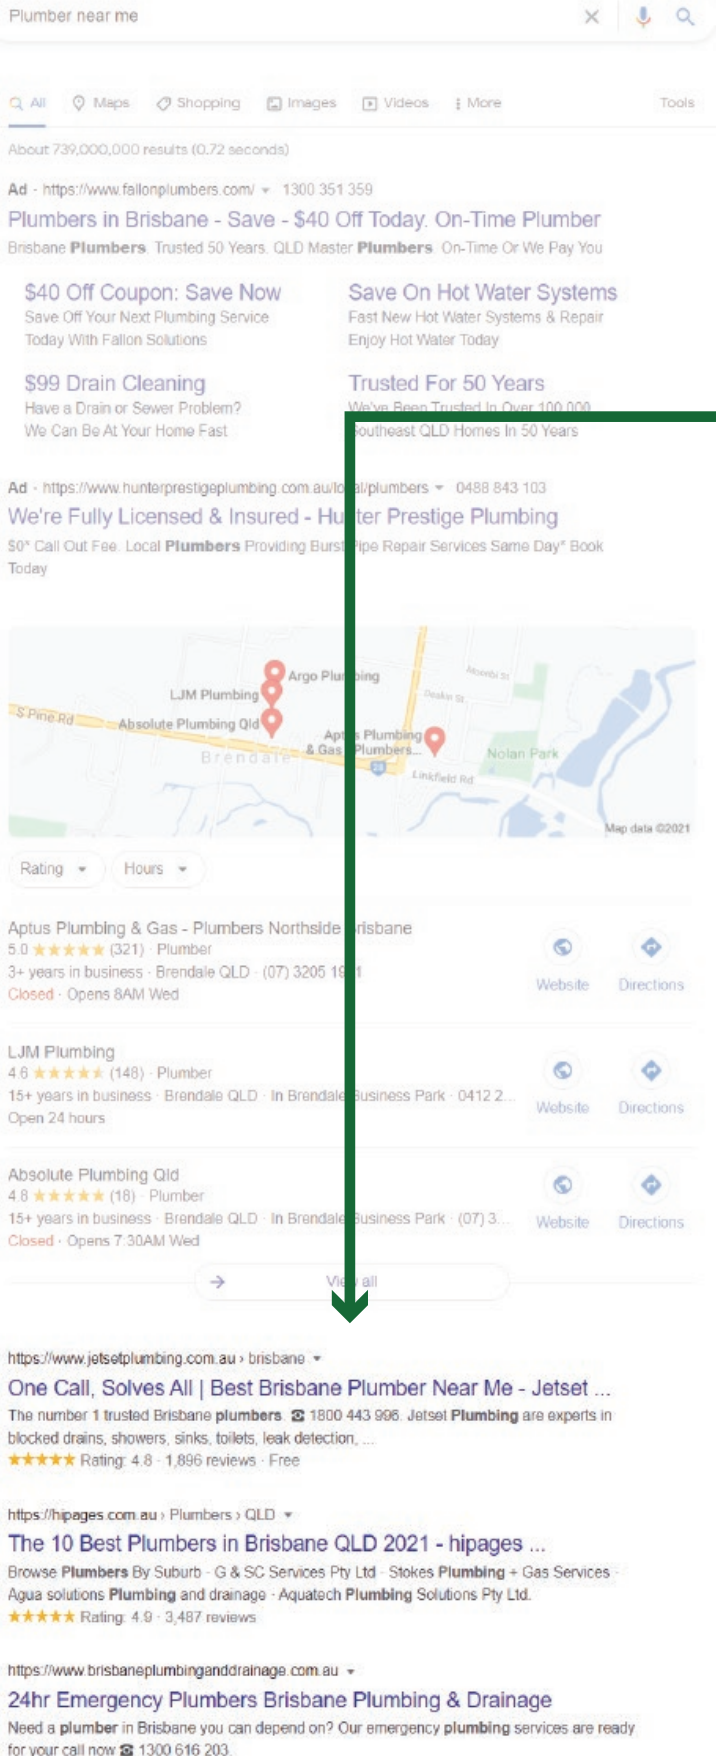 Plumber near me
All Maps Shopping Images Videos More Tools
About 739,000,000 results (0.72 seconds)
Ad · https://www.fallonplumbers.com/ 1300 351 359
Plumbers in Brisbane - Save - $40 Off Today. On-Time Plumber
Brisbane Plumbers. Trusted 50 Years. QLD Master Plumbers. On-Time Or We Pay You
$40 Off Coupon: Save Now
Save Off Your Next Plumbing Service
Today With Fallon Solutions
Save On Hot Water Systems
Fast New Hot Water Systems & Repair
Enjoy Hot Water Today
$99 Drain Cleaning
Have a Drain or Sewer Problem?
We Can Be At Your Home Fast
Trusted For 50 Years
We've Been Trusted In Over 100,000
Southeast QLD Homes In 50 Years
Ad · https://www.hunterprestigeplumbing.com.au/local/plumbers 0488 843 103
We're Fully Licensed & Insured - Hunter Prestige Plumbing
$0* Call Out Fee. Local Plumbers Providing Burst Pipe Repair Services Same Day* Book
Today
Argo Plumbing
LJM Plumbing
Deakin St
S Pine Rd
Absolute Plumbing Qld
Aptus Plumbing
& Gas - Plumbers...
Brendale
Nolan Park
Linkfield Rd
Map data ©2021
Rating Hours
Aptus Plumbing & Gas - Plumbers Northside Brisbane
5.0 ★★★★★ (321) · Plumber
3+ years in business · Brendale QLD · (07) 3205
Closed · Opens 8AM Wed
Website Directions
LJM Plumbing
4.6 ★★★★★ (148) · Plumber
15+ years in business · Brendale QLD · In Brendale Business Park · 0412 2...
Open 24 hours
Website Directions
Absolute Plumbing Qld
4.8 ★★★★★ (18) · Plumber
15+ years in business · Brendale QLD · In Brendale Business Park · (07) 3...
Closed · Opens 7:30AM Wed
Website Directions
View all
https://www.jetsetplumbing.com.au › brisbane
One Call, Solves All | Best Brisbane Plumber Near Me - Jetset ...
The number 1 trusted Brisbane plumbers. ☎ 1800 443 996. Jetset Plumbing are experts in
blocked drains, showers, sinks, toilets, leak detection, ...
★★★★★ Rating: 4.8 · 1,896 reviews · Free
https://hipages.com.au › Plumbers › QLD
The 10 Best Plumbers in Brisbane QLD 2021 - hipages ...
Browse Plumbers By Suburb · G & SC Services Pty Ltd · Stokes Plumbing + Gas Services ·
Aqua solutions Plumbing and drainage · Aquatech Plumbing Solutions Pty Ltd.
★★★★★ Rating: 4.9 · 3,487 reviews
https://www.brisbaneplumbinganddrainage.com.au
24hr Emergency Plumbers Brisbane Plumbing & Drainage
Need a plumber in Brisbane you can depend on? Our emergency plumbing services are ready
for your call now ☎ 1300 616 203.